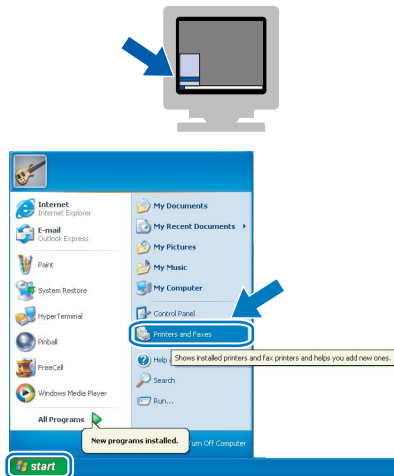 Internet
Internet Explorer
E-mail
Outlook Express
Paint
System Restore
HyperTerminal
Pinball
FreeCell
Windows Media Player
All Programs
My Documents
My Recent Documents
My Pictures
My Music
My Computer
Control Panel
Printers and Faxes
Shows installed printers and fax printers and helps you add new ones.
Help
Search
Run...
New programs installed.
Turn Off Computer
start